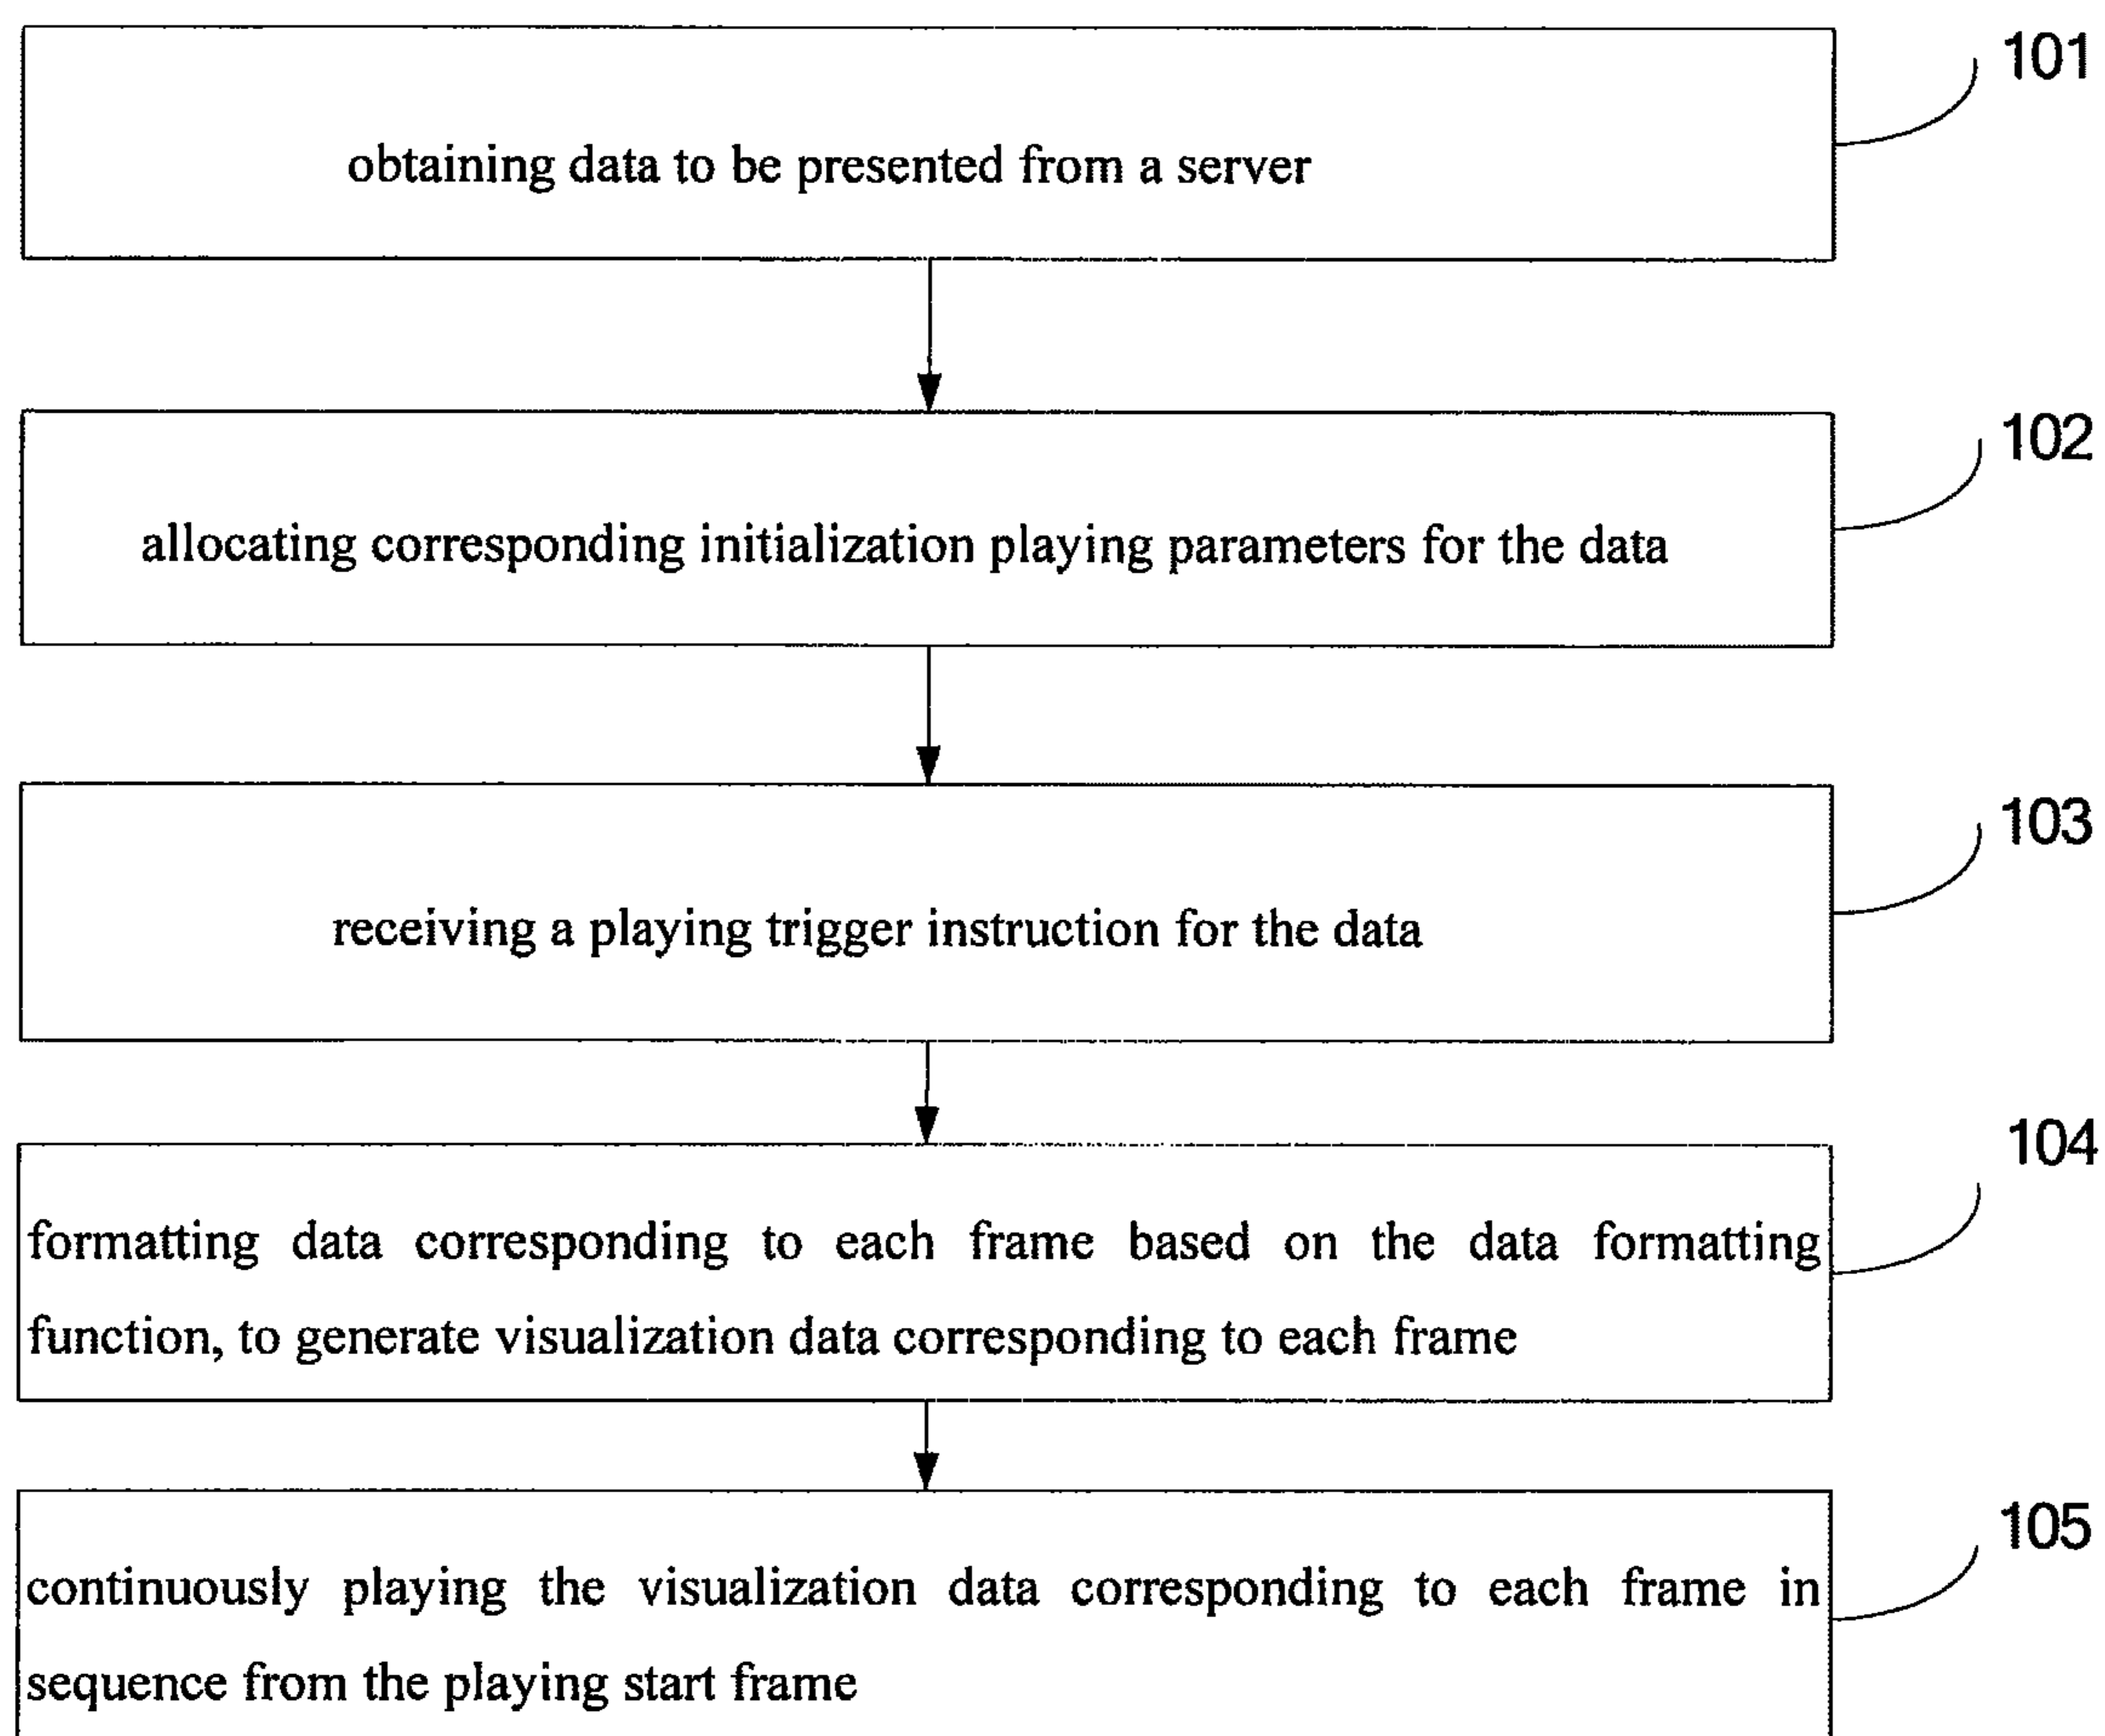 101
obtaining data to be presented from a server
102
allocating corresponding initialization playing parameters for the data
103
receiving a playing trigger instruction for the data
104
formatting data corresponding to each frame based on the data formatting
function, to generate visualization data corresponding to each frame
105
continuously playing the visualization data corresponding to each frame in
sequence from the playing start frame